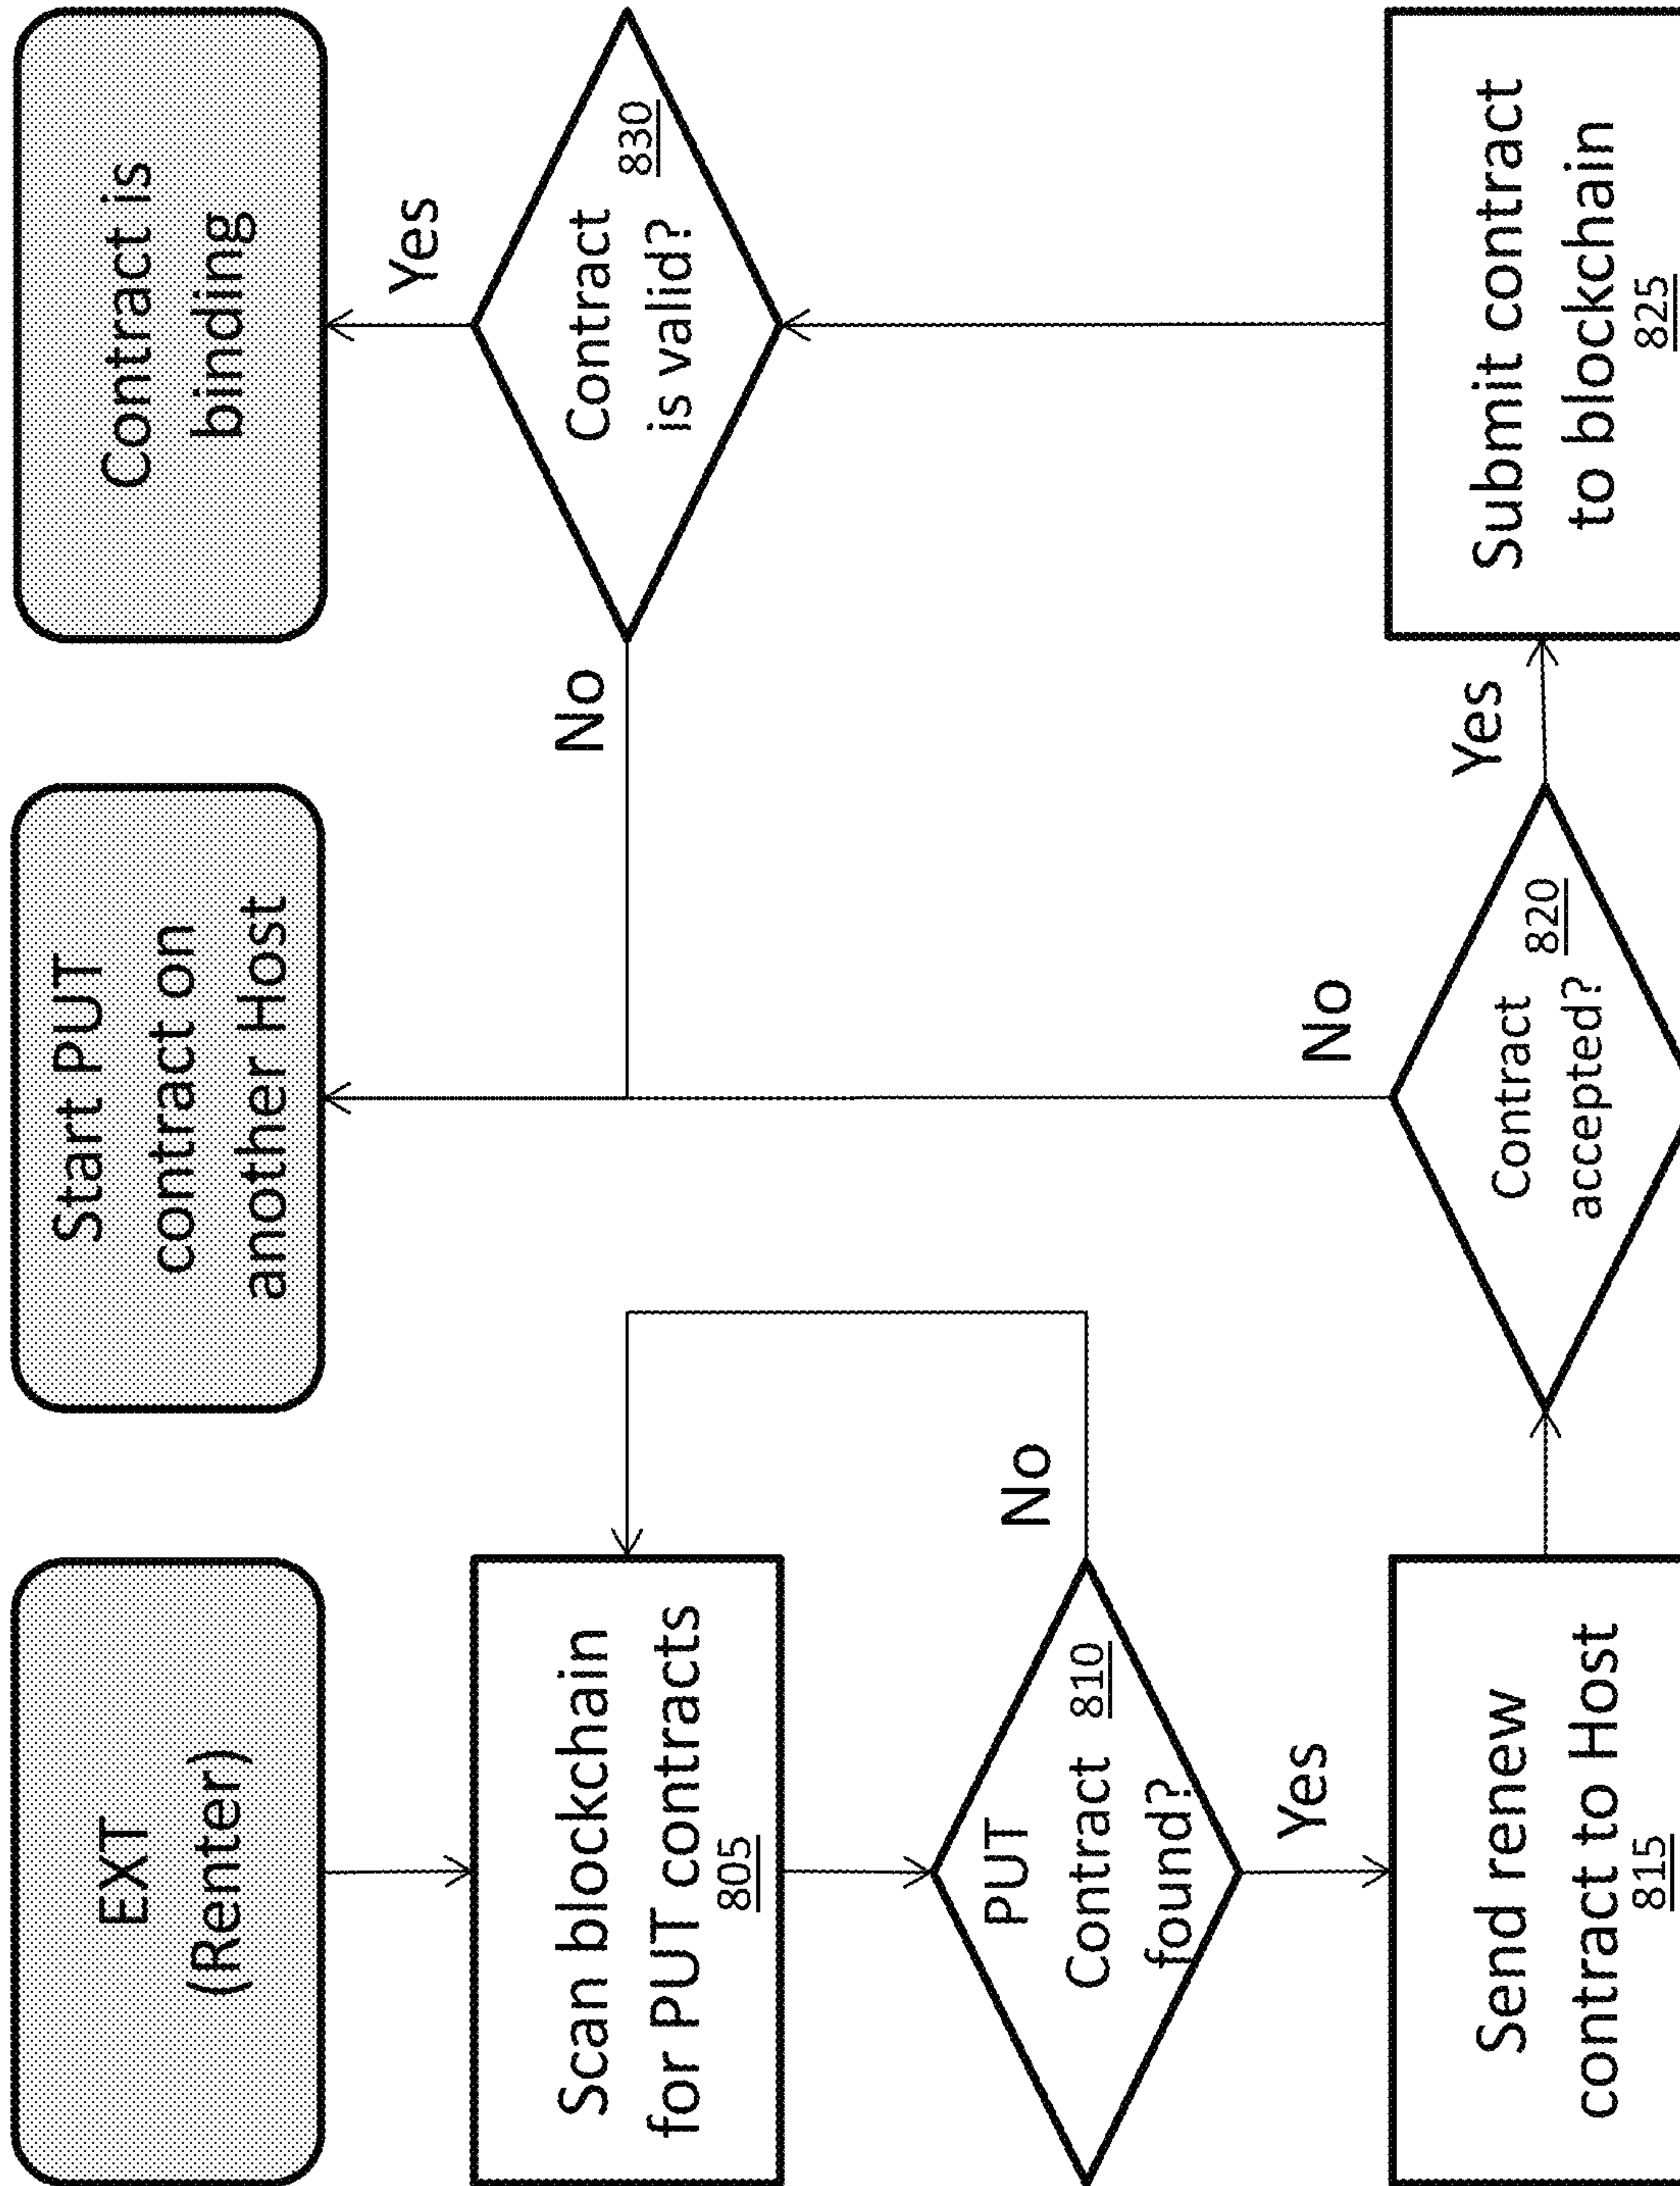 EXT
(Renter)
Scan blockchain
for PUT contracts
805
PUT
Contract 810
found?
No
Yes
Send renew
contract to Host
815
Start PUT
contract on
another Host
No
Contract 820
accepted?
Yes
Contract is
binding
Yes
Contract 830
is valid?
No
Submit contract
to blockchain
825